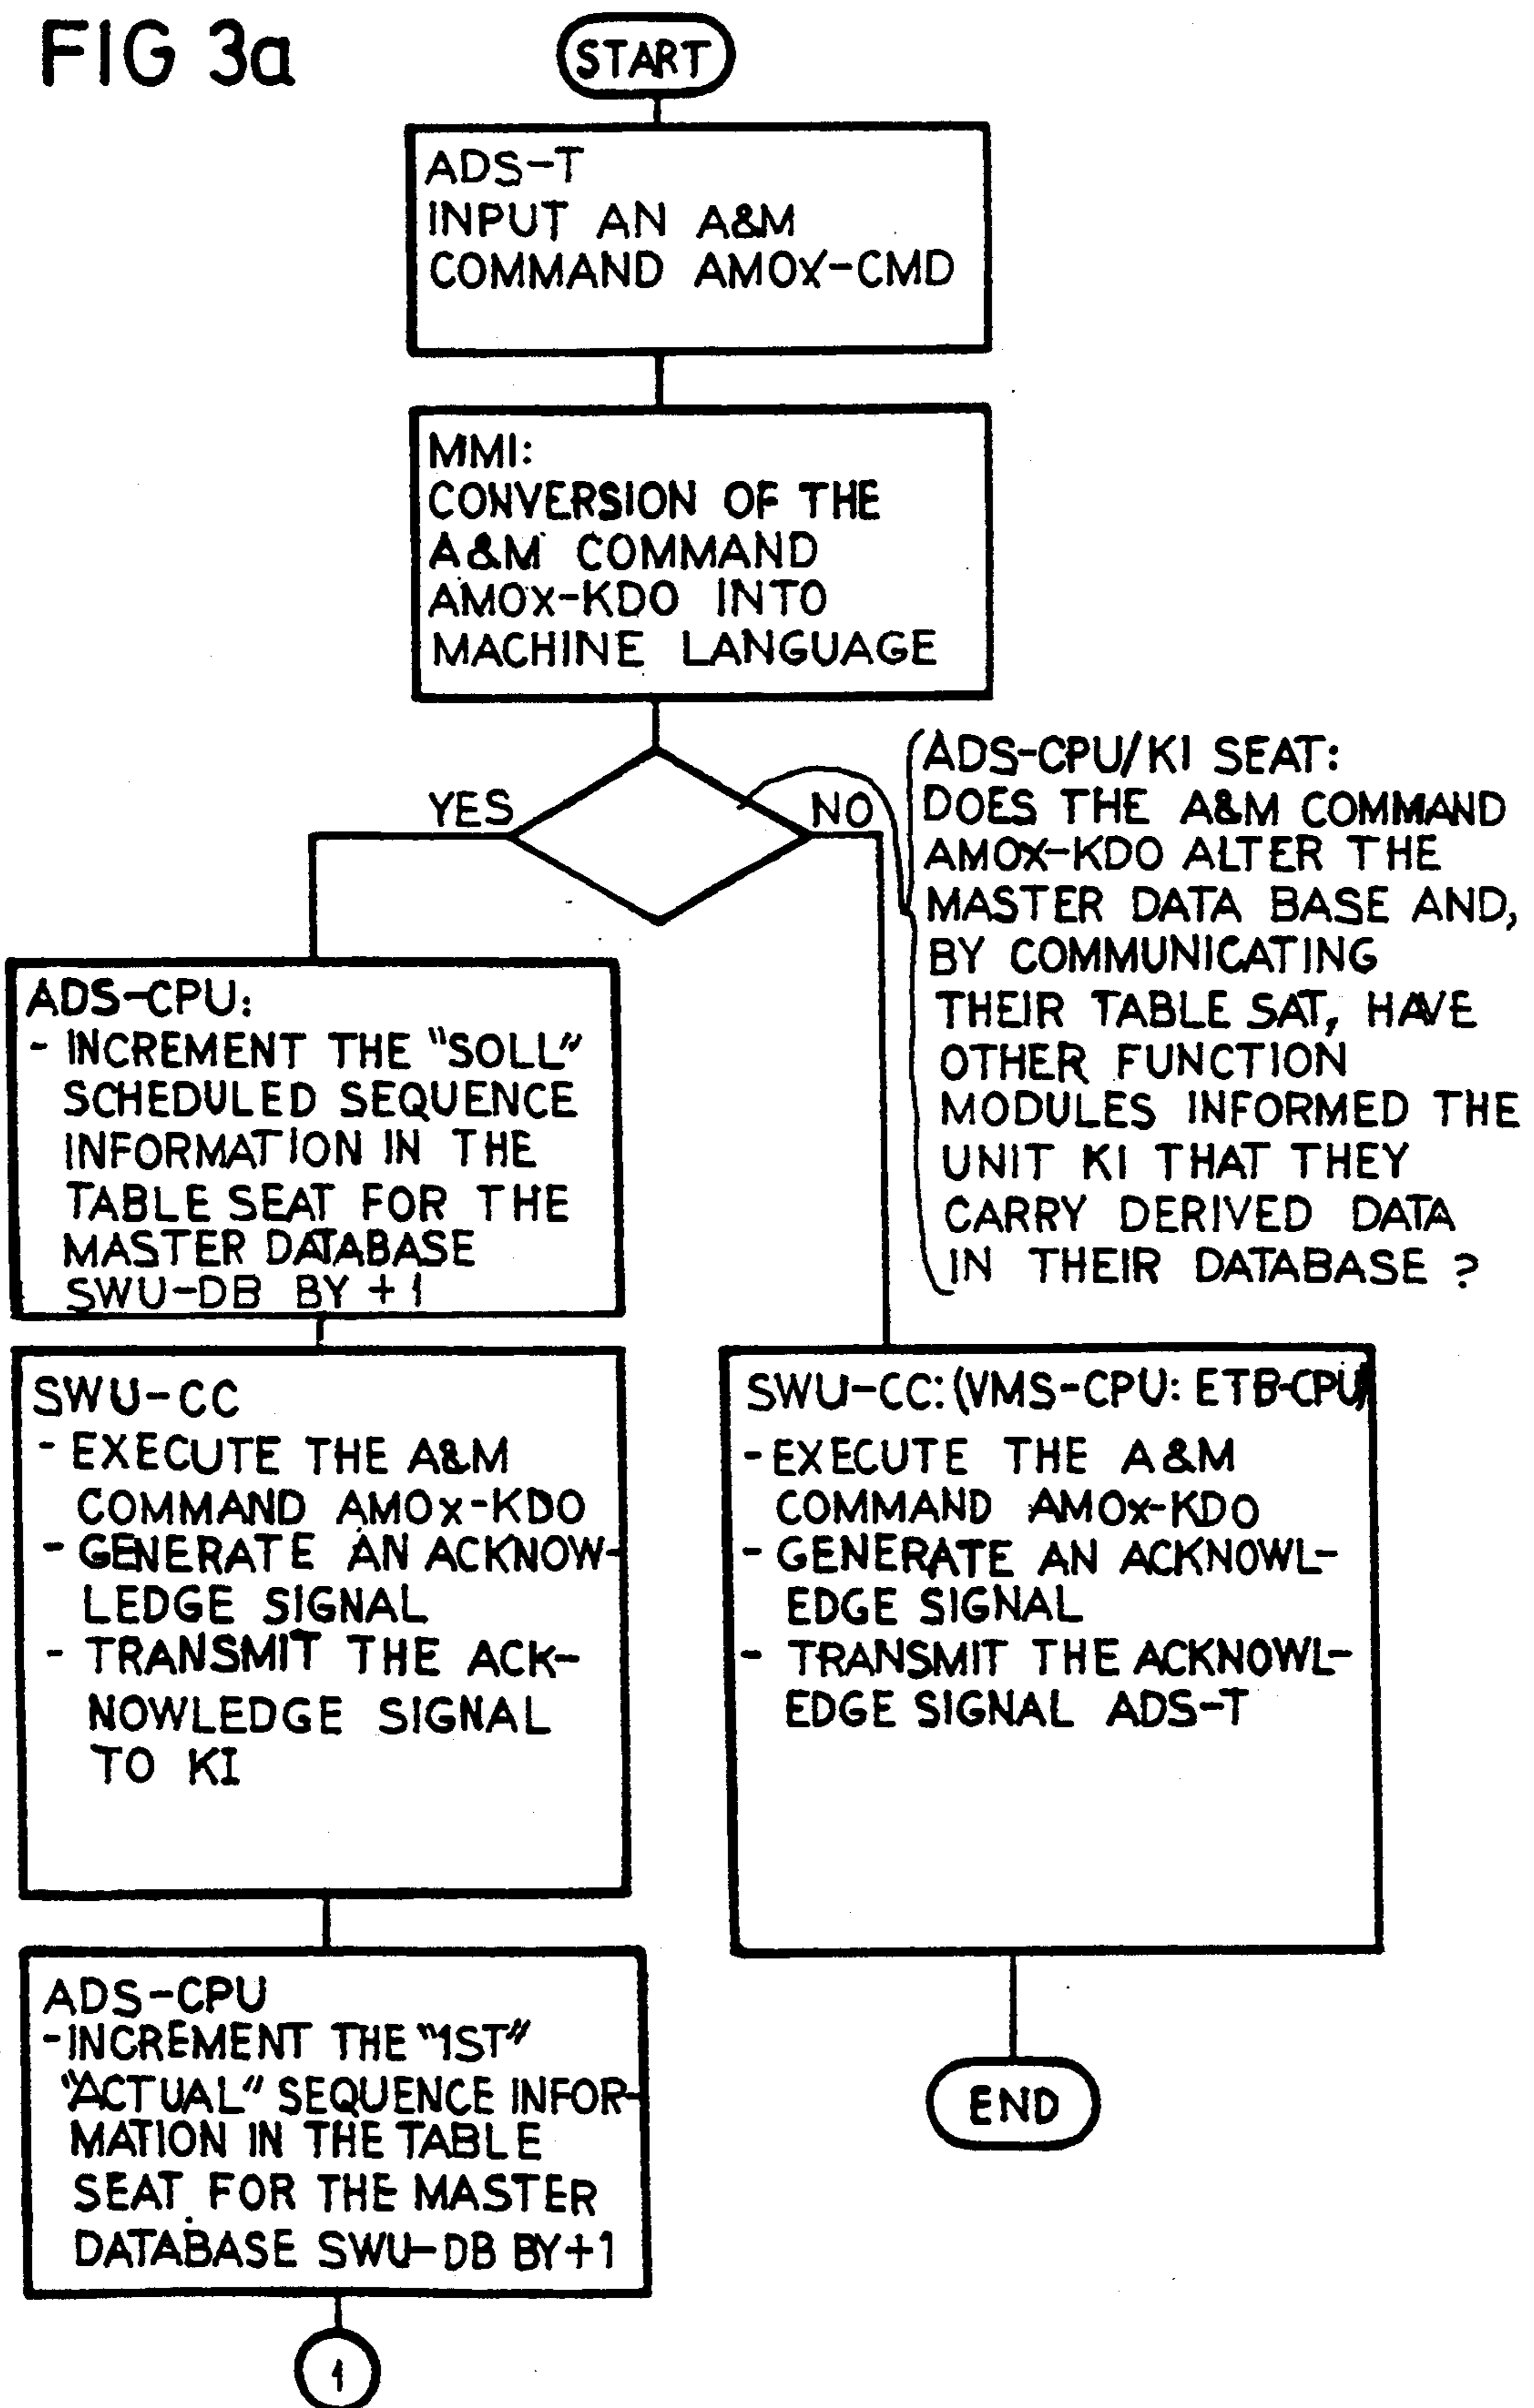 FIG 3a
START
ADS-T
INPUT AN A&M
COMMAND AMOX-CMD
MMI:
CONVERSION OF THE
A&M COMMAND
AMOX-KDO INTO
MACHINE LANGUAGE
YES
NO
ADS-CPU/KI SEAT:
DOES THE A&M COMMAND
AMOX-KDO ALTER THE
MASTER DATA BASE AND,
BY COMMUNICATING
THEIR TABLE SAT, HAVE
OTHER FUNCTION
MODULES INFORMED THE
UNIT KI THAT THEY
CARRY DERIVED DATA
IN THEIR DATABASE ?
ADS-CPU:
- INCREMENT THE "SOLL"
SCHEDULED SEQUENCE
INFORMATION IN THE
TABLE SEAT FOR THE
MASTER DATABASE
SWU-DB BY +1
SWU-CC
- EXECUTE THE A&M
COMMAND AMOx-KDO
- GENERATE AN ACKNOW-
LEDGE SIGNAL
- TRANSMIT THE ACK-
NOWLEDGE SIGNAL
TO KI
SWU-CC: (VMS-CPU: ETB-CPU)
- EXECUTE THE A&M
COMMAND AMOx-KDO
- GENERATE AN ACKNOWL-
EDGE SIGNAL
- TRANSMIT THE ACKNOWL-
EDGE SIGNAL ADS-T
ADS-CPU
- INCREMENT THE "1ST"
"ACTUAL" SEQUENCE INFOR-
MATION IN THE TABLE
SEAT FOR THE MASTER
DATABASE SWU-DB BY+1
END
1